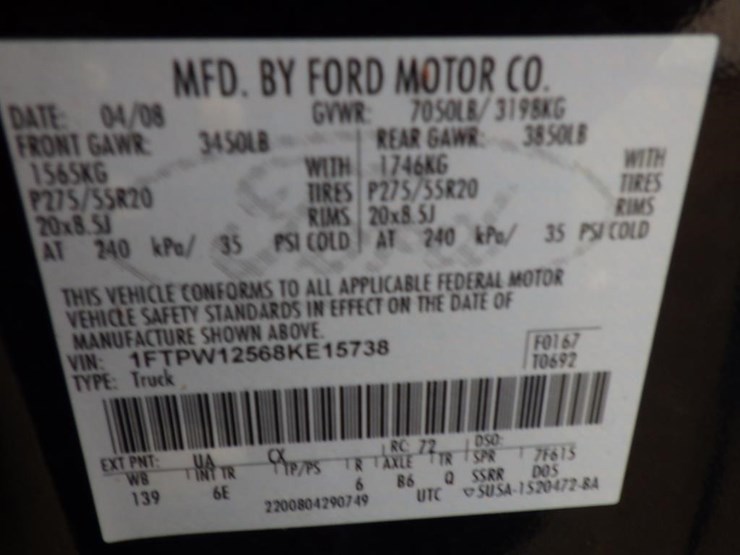 MFD. BY FORD MOTOR CO.
DATE: 04/08 GVWR: 7050LB/ 3198KG
FRONT GAWR: 3450LB REAR GAWR: 3850LB
1565KG WITH 1746KG WITH
P275/55R20 TIRES P275/55R20 TIRES
20x8.5J RIMS 20x8.5J RIMS
AT 240 kPa/ 35 PSI COLD AT 240 kPa/ 35 PSI COLD
THIS VEHICLE CONFORMS TO ALL APPLICABLE FEDERAL MOTOR
VEHICLE SAFETY STANDARDS IN EFFECT ON THE DATE OF
MANUFACTURE SHOWN ABOVE.
VIN: 1FTPW12568KE15738 F0167
TYPE: Truck T0692
EXT PNT: UA CX RC: 72 DSO:
WB INT TR TP/PS R AXLE TR SPR 7F615
139 6E 6 B6 Q SSRR D05
2200804290749 UTC 5U5A-1520472-BA